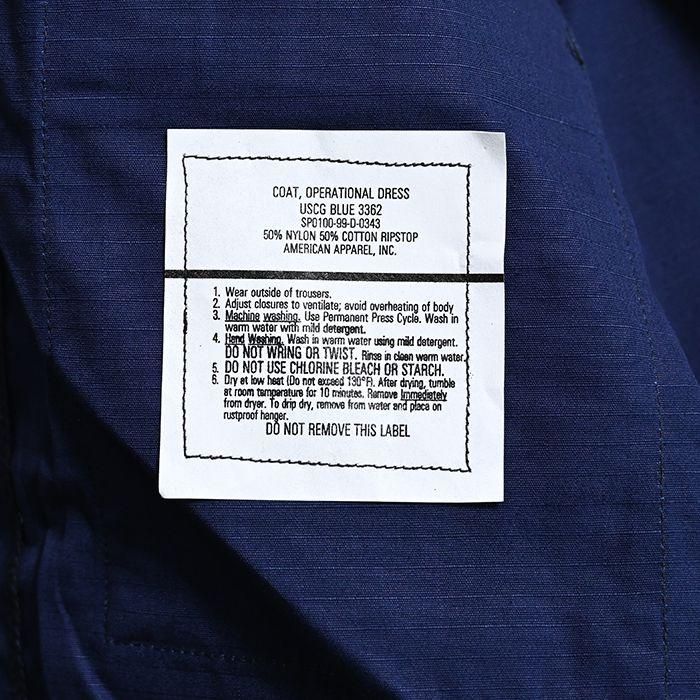 COAT, OPERATIONAL DRESS
USCG BLUE 3362
SP0100-99-D-0343
50% NYLON 50% COTTON RIPSTOP
AMERICAN APPAREL, INC.
1. Wear outside of trousers.
2. Adjust closures to ventilate; avoid overheating of body
3. Machine washing. Use Permanent Press Cycle. Wash in
warm water with mild detergent.
4. Hand Washing. Wash in warm water using mild detergent.
DO NOT WRING OR TWIST. Rinse in clean warm water.
5. DO NOT USE CHLORINE BLEACH OR STARCH.
6. Dry at low heat (Do not exceed 130°F). After drying, tumble
at room temperature for 10 minutes. Remove Immediately
from dryer. To drip dry, remove from water and place on
rustproof hanger.
DO NOT REMOVE THIS LABEL